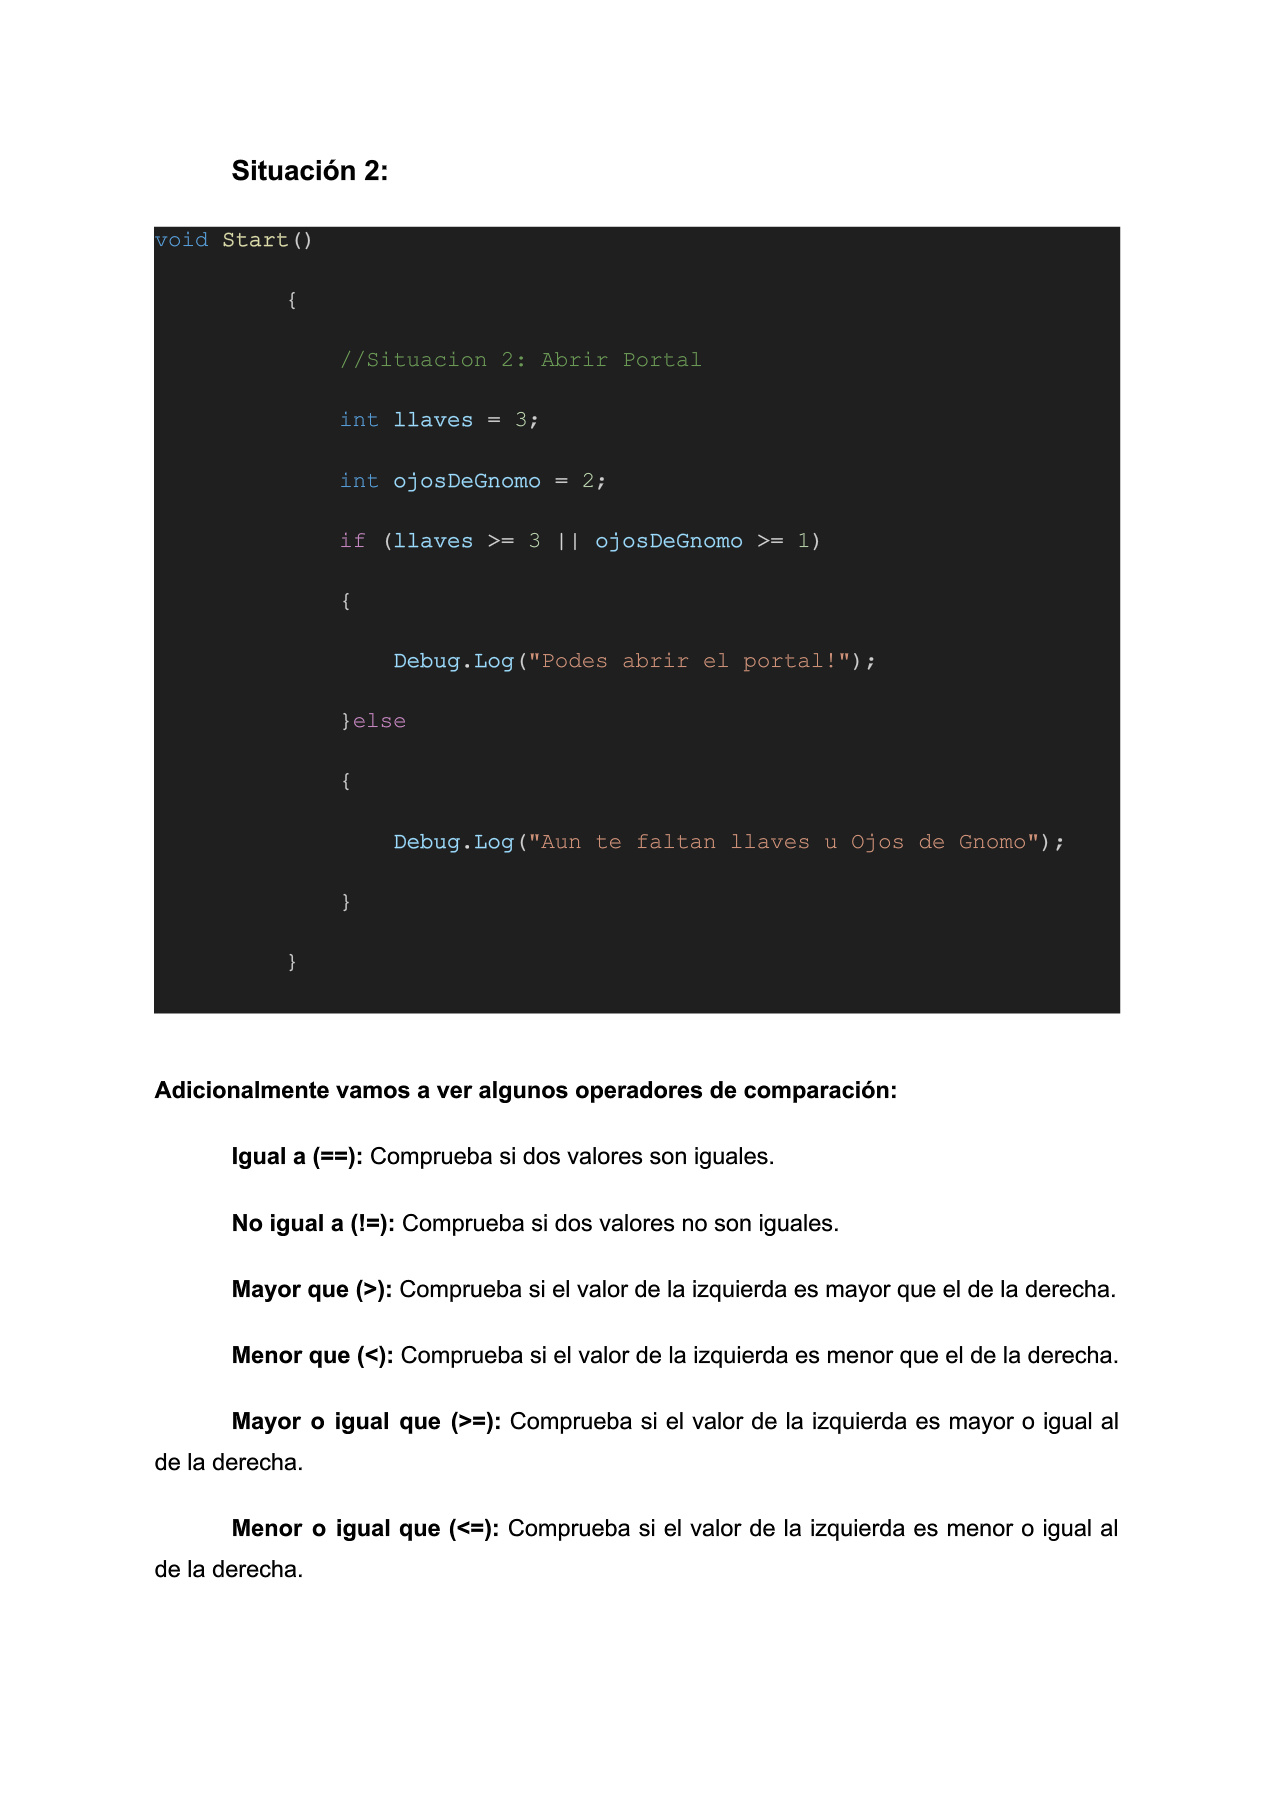 Situación 2:
void Start()
{
//Situacion 2: Abrir Portal
int llaves = 3;
int ojosDeGnomo = 2;
if (llaves >= 3 || ojosDeGnomo >= 1)
{
Debug.Log("Podes abrir el portal!");
}else
{
Debug.Log("Aun te faltan llaves u Ojos de Gnomo");
}
}
Adicionalmente vamos a ver algunos operadores de comparación:
Igual a (==): Comprueba si dos valores son iguales.
No igual a (!=): Comprueba si dos valores no son iguales.
Mayor que (>): Comprueba si el valor de la izquierda es mayor que el de la derecha.
Menor que (<): Comprueba si el valor de la izquierda es menor que el de la derecha.
Mayor o igual que (>=): Comprueba si el valor de la izquierda es mayor o igual al
de la derecha.
Menor o igual que (<=): Comprueba si el valor de la izquierda es menor o igual al
de la derecha.